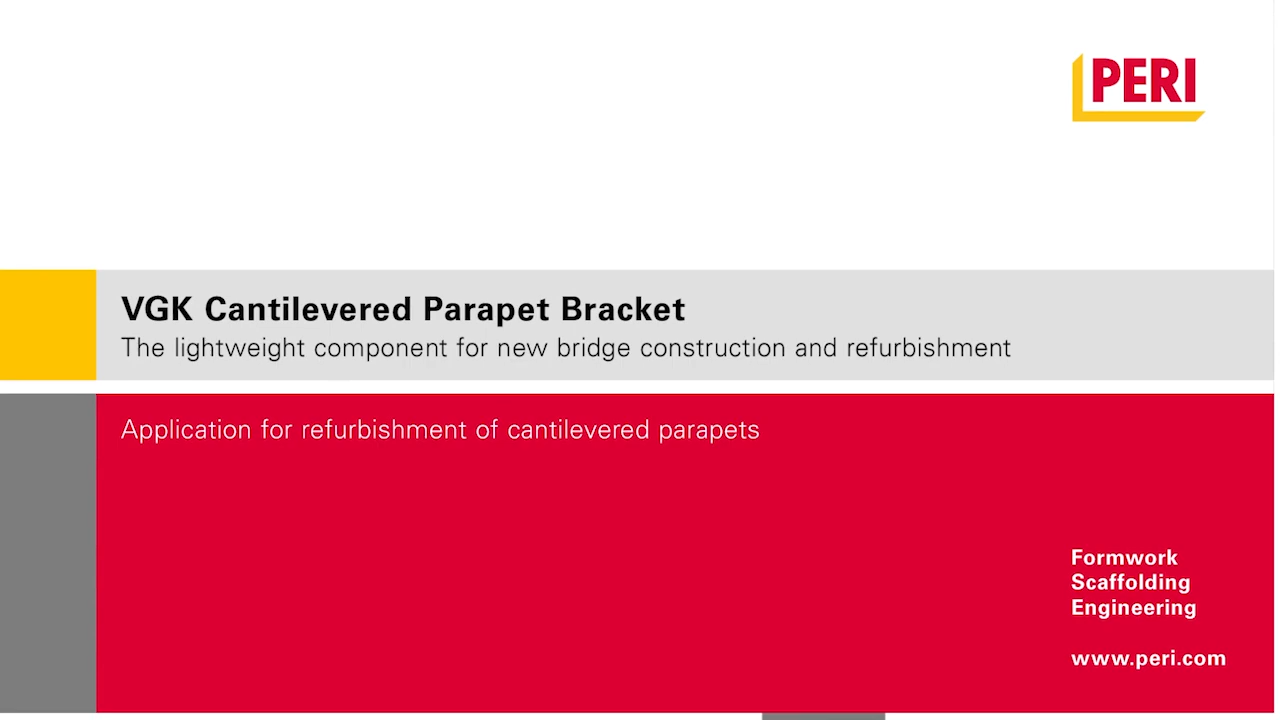 PERI
VGK Cantilevered Parapet Bracket
The lightweight component for new bridge construction and refurbishment
Application for refurbishment of cantilevered parapets
Formwork
Scaffolding
Engineering
www.peri.com